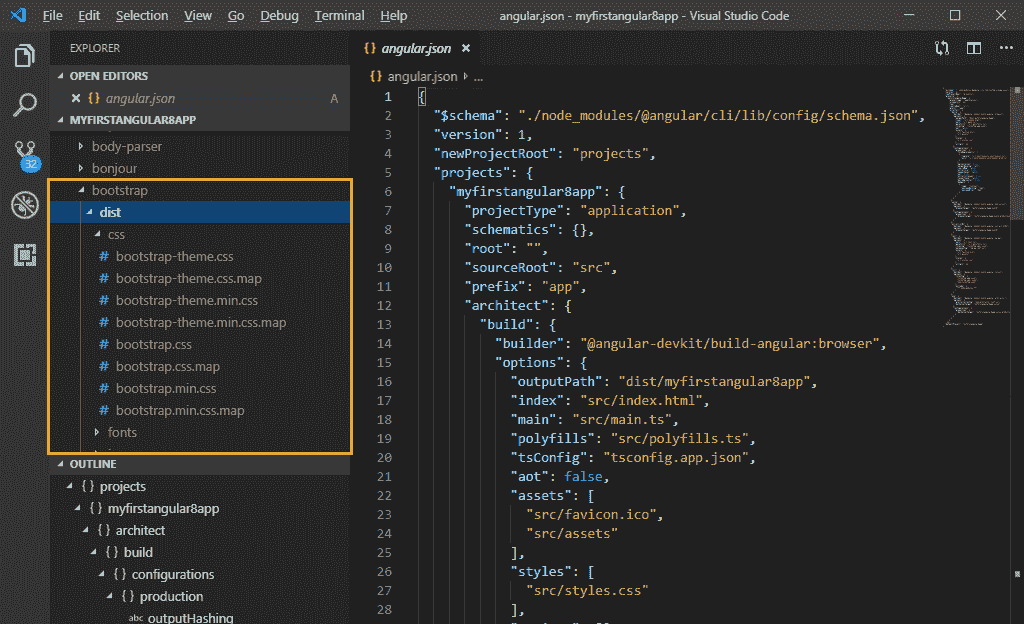 File Edit Selection View Go Debug Terminal Help angular.json - myfirstangular8app - Visual Studio Code
EXPLORER
OPEN EDITORS
{} angular.json A
MYFIRSTANGULAR8APP
body-parser
bonjour
bootstrap
dist
css
# bootstrap-theme.css
# bootstrap-theme.css.map
# bootstrap-theme.min.css
# bootstrap-theme.min.css.map
# bootstrap.css
# bootstrap.css.map
# bootstrap.min.css
# bootstrap.min.css.map
fonts
OUTLINE
{} projects
{} myfirstangular8app
{} architect
{} build
{} configurations
{} production
abc outputHashing
32
{} angular.json
{} angular.json ...
1 {
2 "$schema": "./node_modules/@angular/cli/lib/config/schema.json",
3 "version": 1,
4 "newProjectRoot": "projects",
5 "projects": {
6 "myfirstangular8app": {
7 "projectType": "application",
8 "schematics": {},
9 "root": "",
10 "sourceRoot": "src",
11 "prefix": "app",
12 "architect": {
13 "build": {
14 "builder": "@angular-devkit/build-angular:browser",
15 "options": {
16 "outputPath": "dist/myfirstangular8app",
17 "index": "src/index.html",
18 "main": "src/main.ts",
19 "polyfills": "src/polyfills.ts",
20 "tsConfig": "tsconfig.app.json",
21 "aot": false,
22 "assets": [
23 "src/favicon.ico",
24 "src/assets"
25 ],
26 "styles": [
27 "src/styles.css"
28 ],